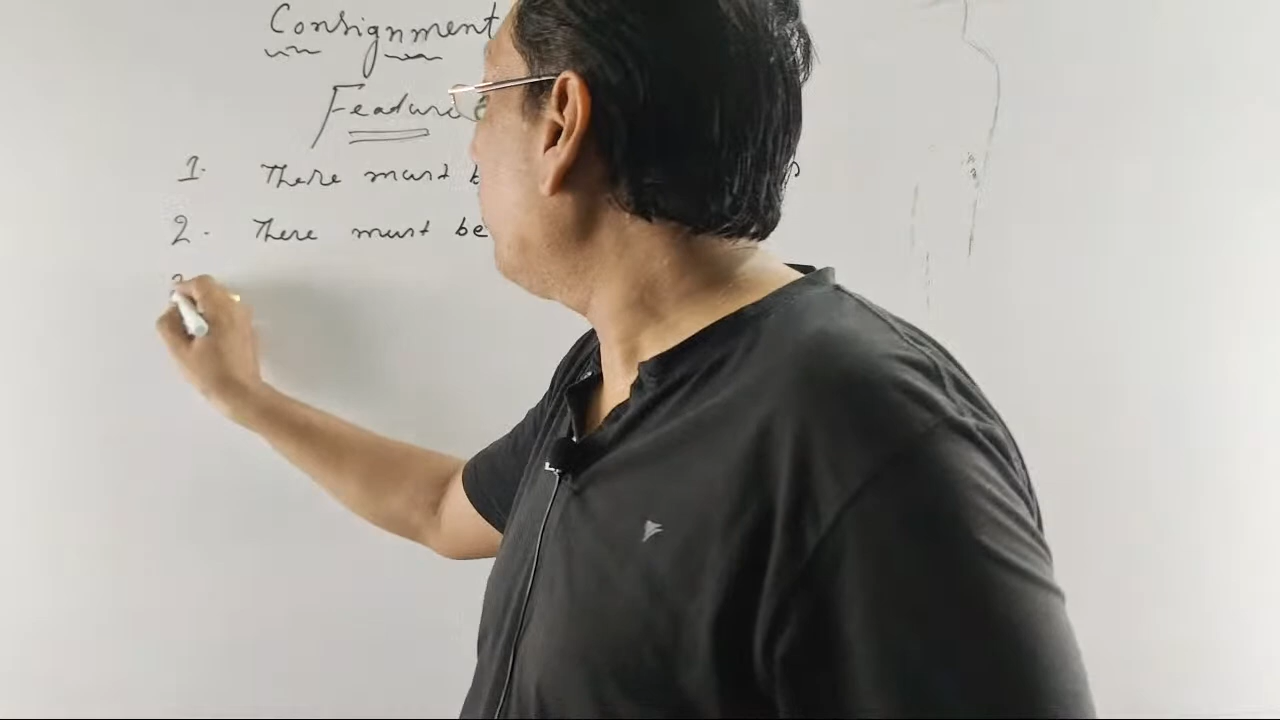 Consignment
Feature
1. There must
2. There must be